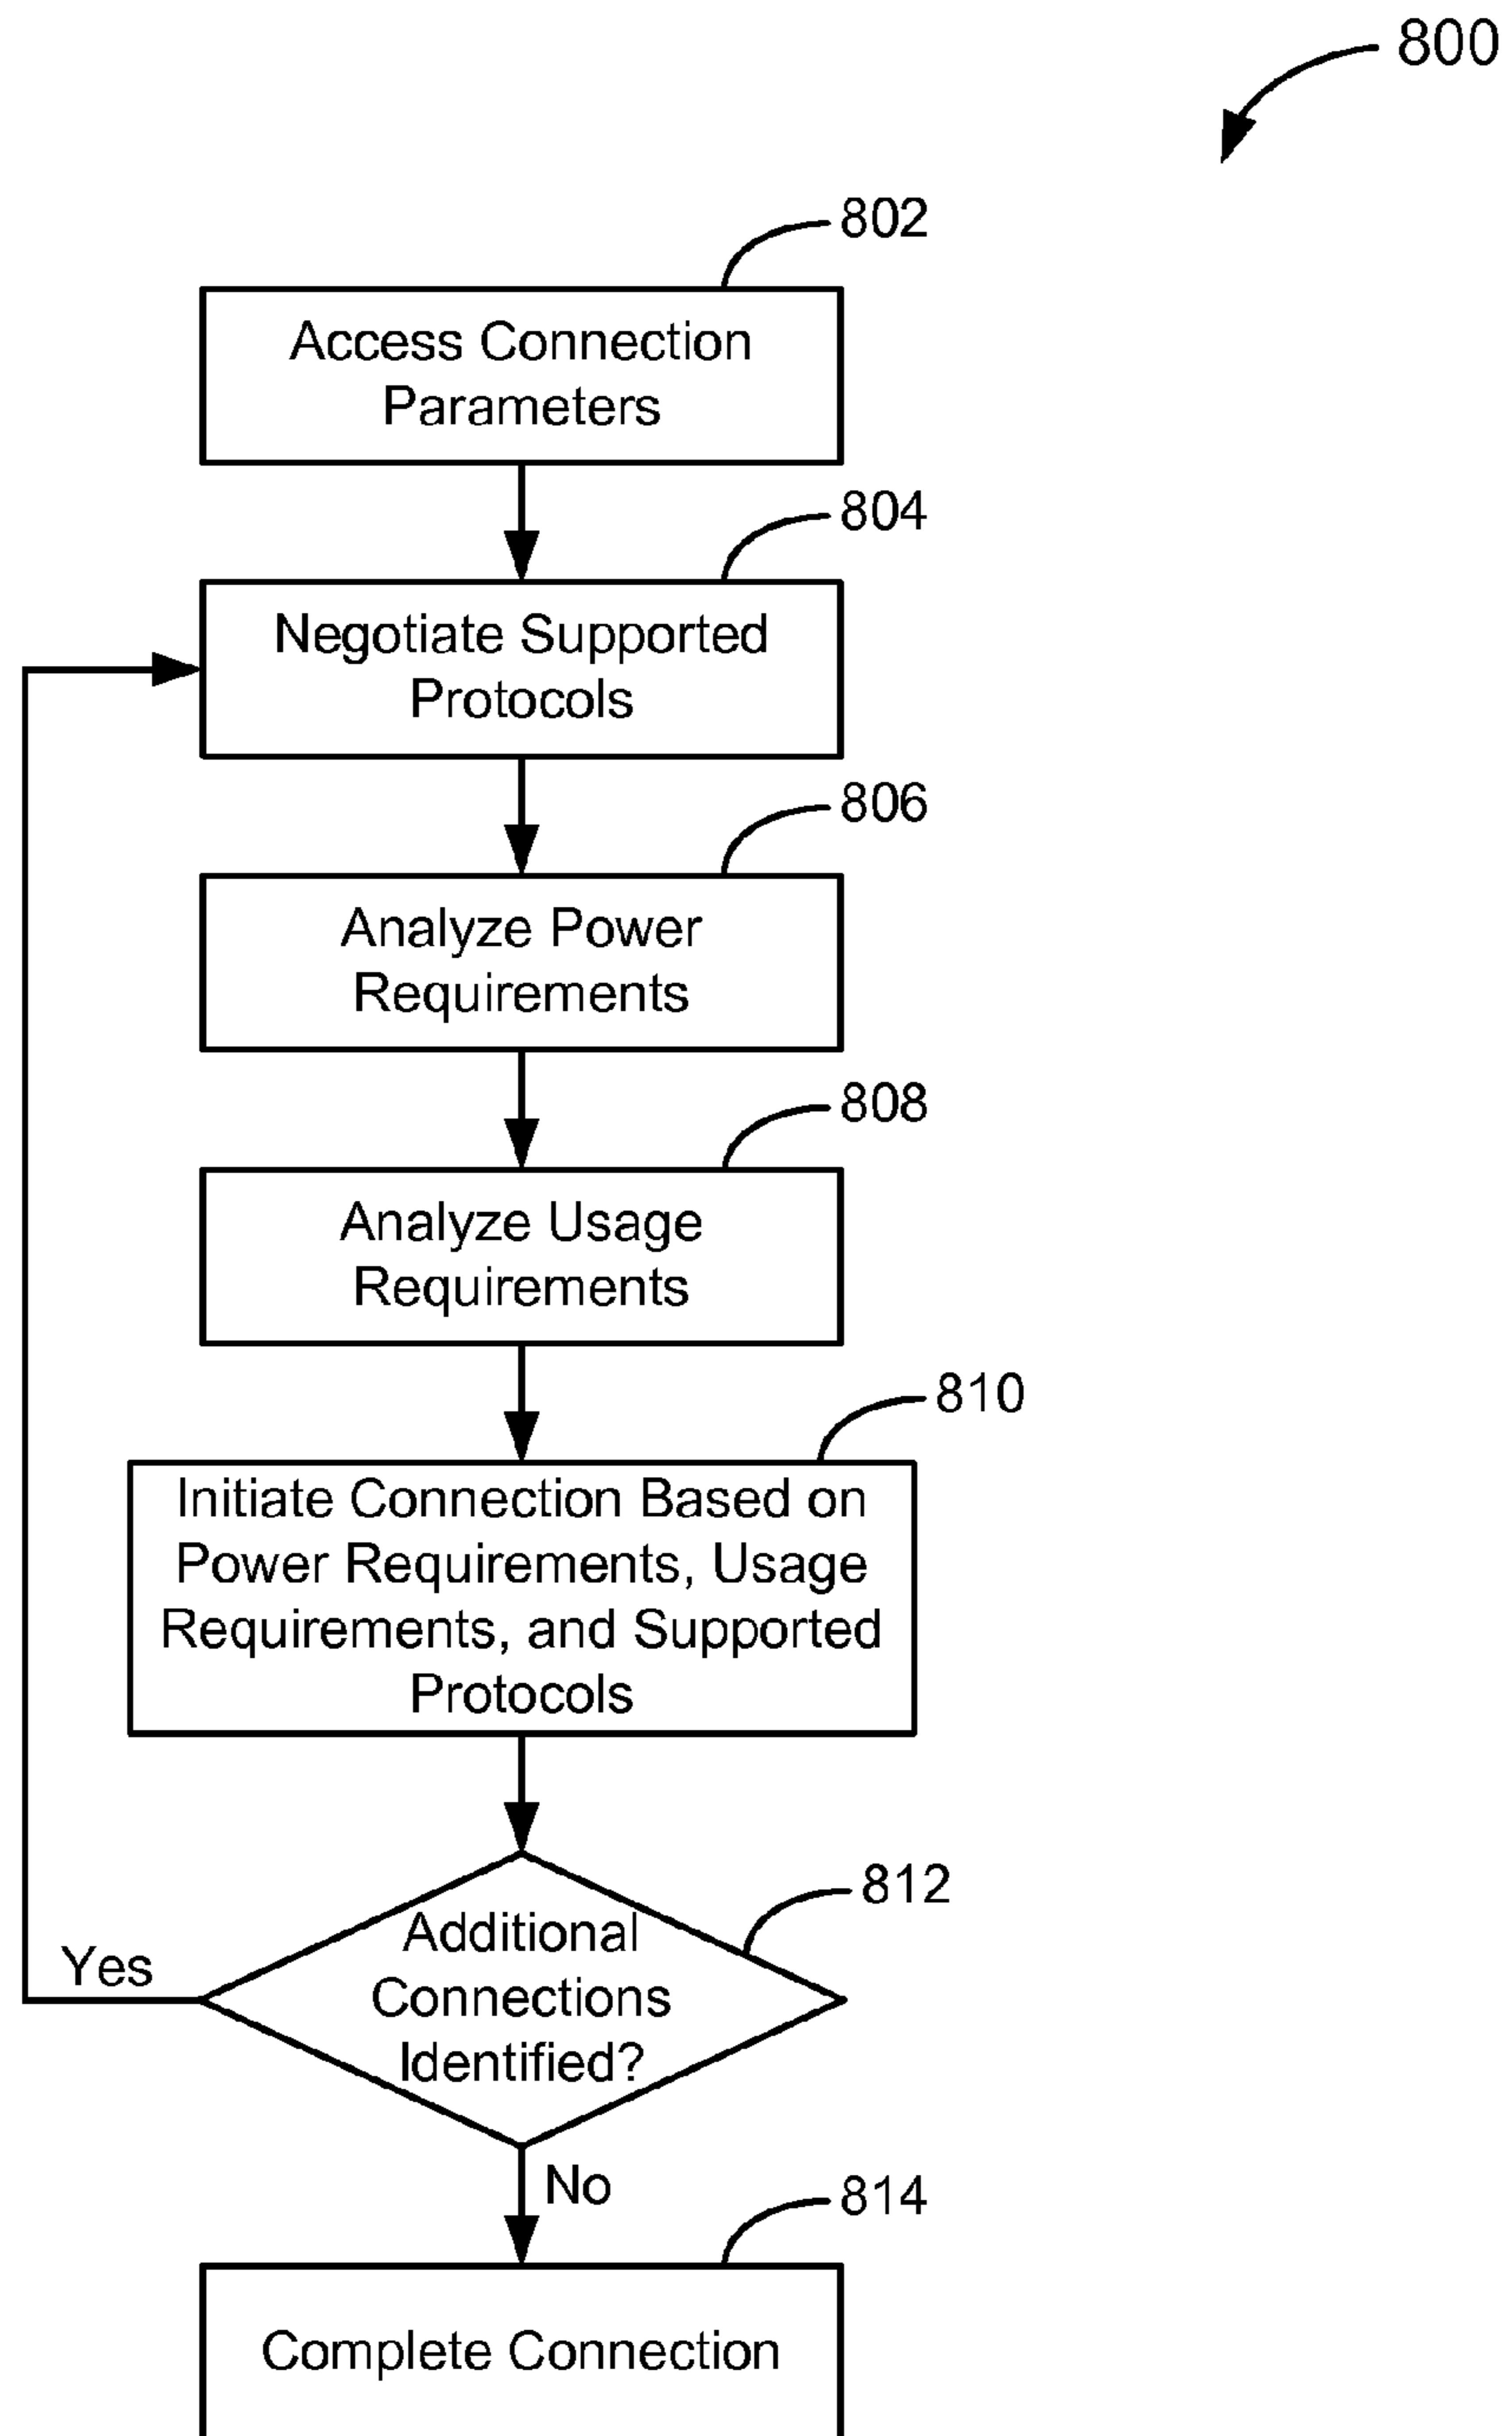 800
802
Access Connection
Parameters
804
Negotiate Supported
Protocols
806
Analyze Power
Requirements
808
Analyze Usage
Requirements
810
Initiate Connection Based on
Power Requirements, Usage
Requirements, and Supported
Protocols
812
Additional
Connections
Identified?
Yes
No
814
Complete Connection